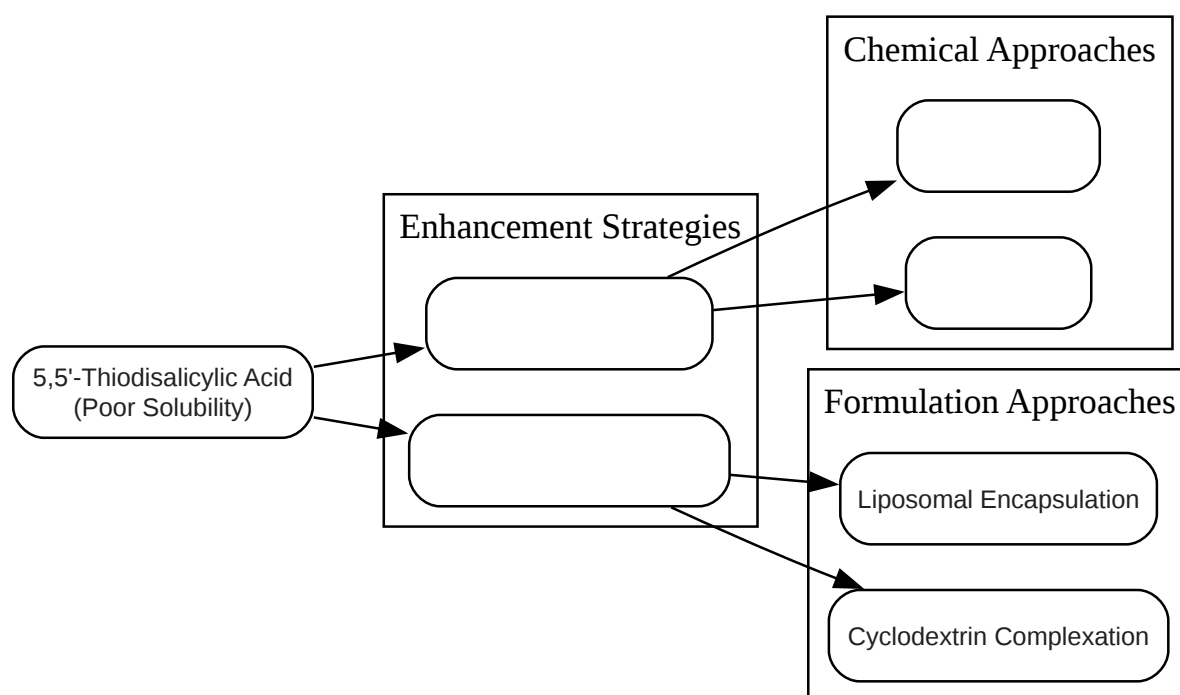 Chemical Approaches
Enhancement Strategies
5,5'-Thiodisalicylic Acid
(Poor Solubility)
Formulation Approaches
Liposomal Encapsulation
Cyclodextrin Complexation